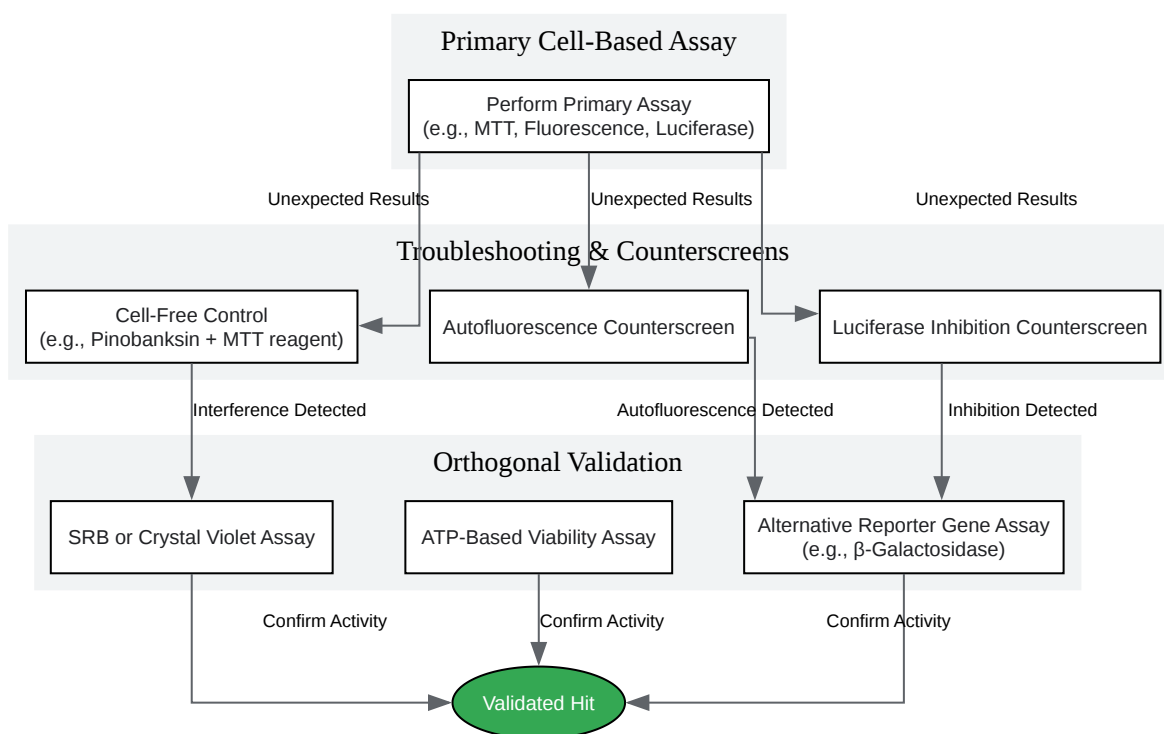 Primary Cell-Based Assay
Perform Primary Assay
(e.g., MTT, Fluorescence, Luciferase)
Unexpected Results
Unexpected Results
Unexpected Results
Troubleshooting & Counterscreens
Cell-Free Control
(e.g., Pinobanksin + MTT reagent)
Autofluorescence Counterscreen
Luciferase Inhibition Counterscreen
Interference Detected
Autofluorescence Detected
Inhibition Detected
Orthogonal Validation
SRB or Crystal Violet Assay
ATP-Based Viability Assay
Alternative Reporter Gene Assay
(e.g., β-Galactosidase)
Confirm Activity
Confirm Activity
Confirm Activity
Validated Hit